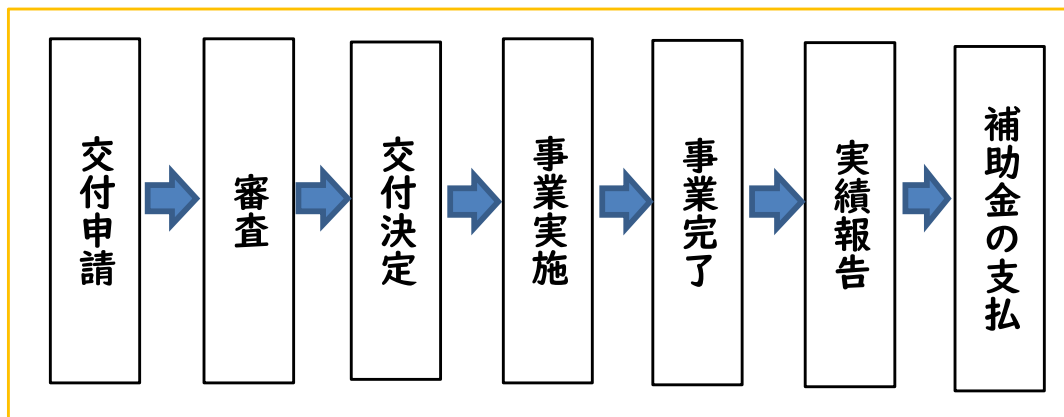 交付申請
審査
交付決定
事業実施
事業完了
実績報告
補助金の支払